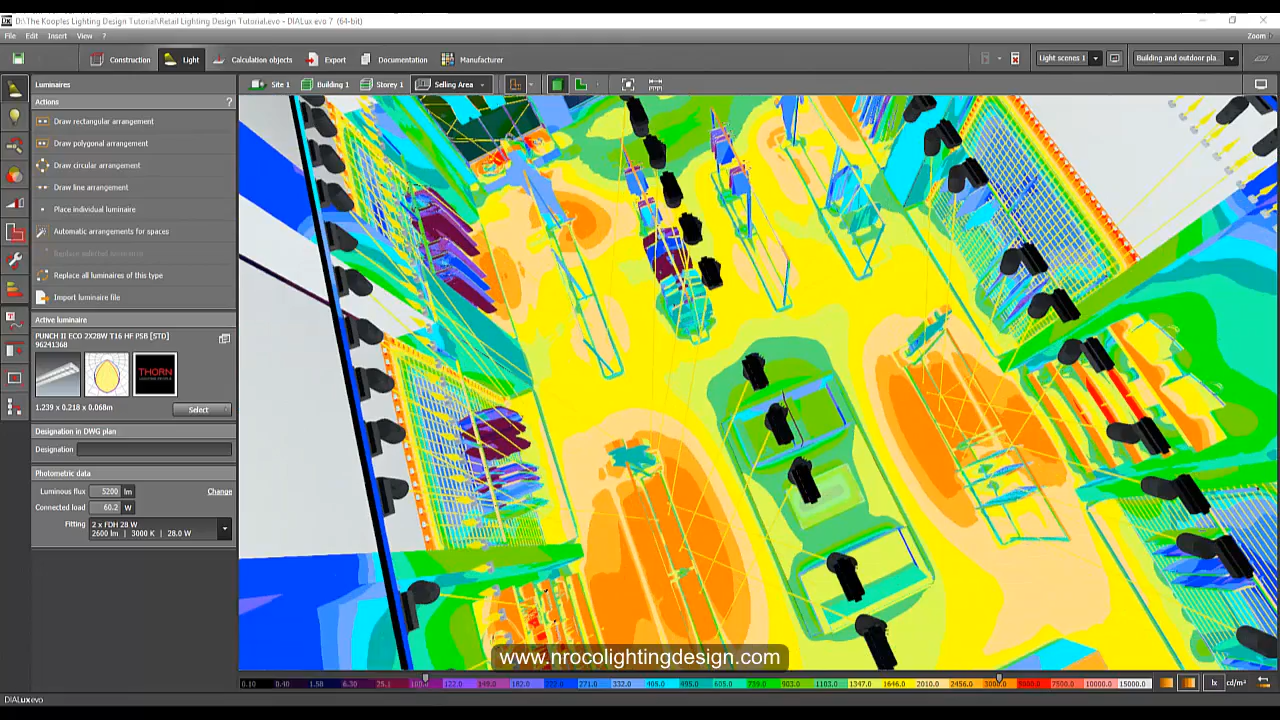 D:\The Kooples Lighting Design Tutorial\Retail Lighting Design Tutorial.evo - DIALux evo 7 (64-bit)
File Edit Insert View ? Zoom
Construction Light Calculation objects Export Documentation Manufacturer Light scenes 1 Building and outdoor pla
Luminaires Site 1 Building 1 Storey 1 Selling Area
Actions ?
Draw rectangular arrangement
Draw polygonal arrangement
Draw circular arrangement
Draw line arrangement
Place individual luminaire
Automatic arrangements for spaces
Replace all luminaires of this type
Import luminaire file
Active luminaire
PUNCH II ECO 2X28W T16 HF PSB [STD]
96241368
THORN
1.239 x 0.218 x 0.068m Select
Designation in DWG plan
Designation
Photometric data
Luminous flux 5200 lm Change
Connected load 60.2 W
Fitting 2 x FDH 28 W
2600 lm | 3000 K | 28.0 W
www.nrocolightingdesign.com
0.10 0.40 1.50 6.30 25.1 100.0 122.0 149.0 182.0 222.0 271.0 332.0 405.0 495.0 605.0 739.0 903.0 1103.0 1347.0 1646.0 2010.0 2456.0 3000.0 5000.0 7500.0 10000.0 15000.0 lx cd/m²
DIALux evo